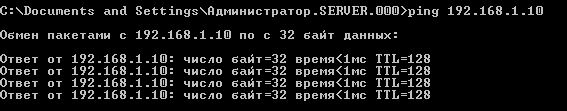 C:\Documents and Settings\Администратор.SERVER.000>ping 192.168.1.10
Обмен пакетами с 192.168.1.10 по с 32 байт данных:
Ответ от 192.168.1.10: число байт=32 время<1мс TTL=128
Ответ от 192.168.1.10: число байт=32 время<1мс TTL=128
Ответ от 192.168.1.10: число байт=32 время<1мс TTL=128
Ответ от 192.168.1.10: число байт=32 время<1мс TTL=128